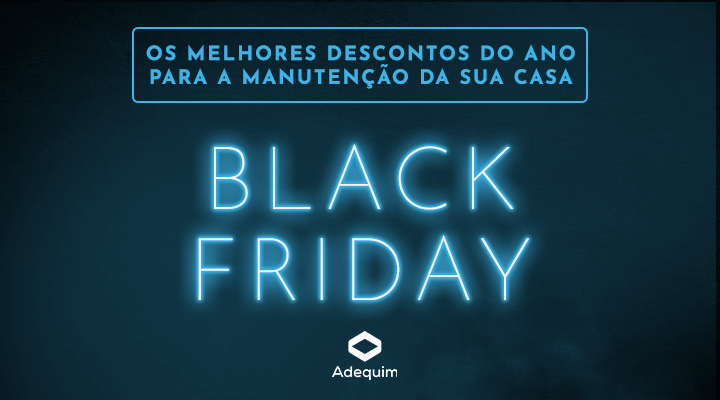 OS MELHORES DESCONTOS DO ANO
PARA A MANUTENÇÃO DA SUA CASA
BLACK
FRIDAY
Adequim